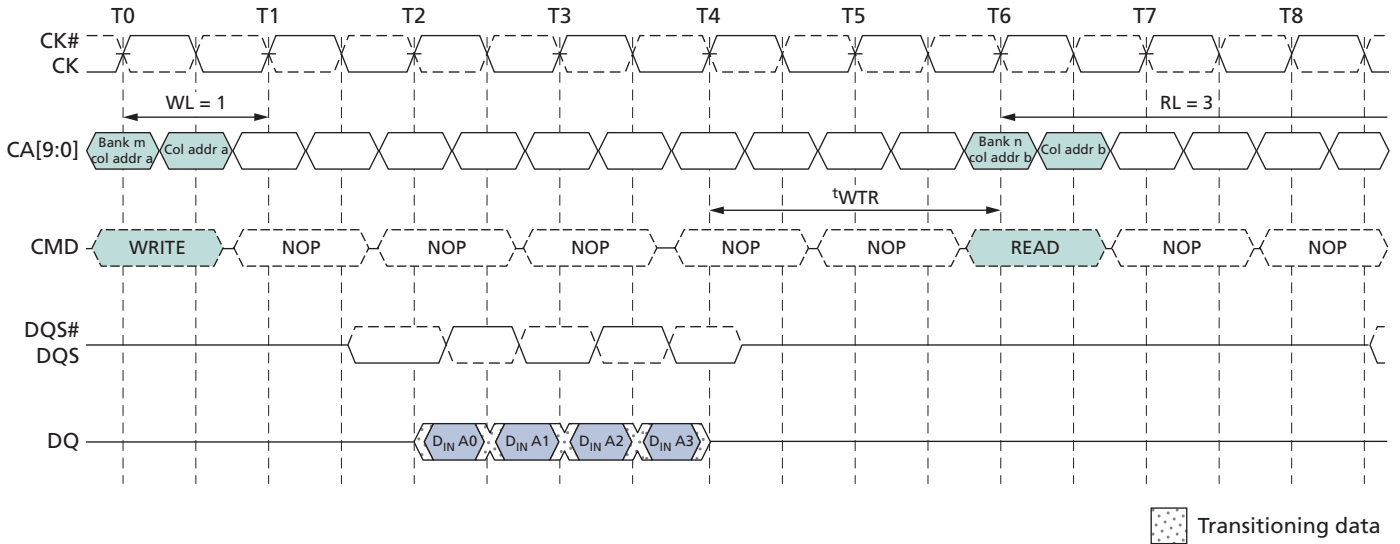 T0 T1 T2 T3 T4 T5 T6 T7 T8
CK#
CK
WL = 1 RL = 3
CA[9:0] Bank m col addr a Col addr a Bank n col addr b Col addr b
tWTR
CMD WRITE NOP NOP NOP NOP NOP READ NOP NOP
DQS#
DQS
DQ DIN A0 DIN A1 DIN A2 DIN A3
Transitioning data